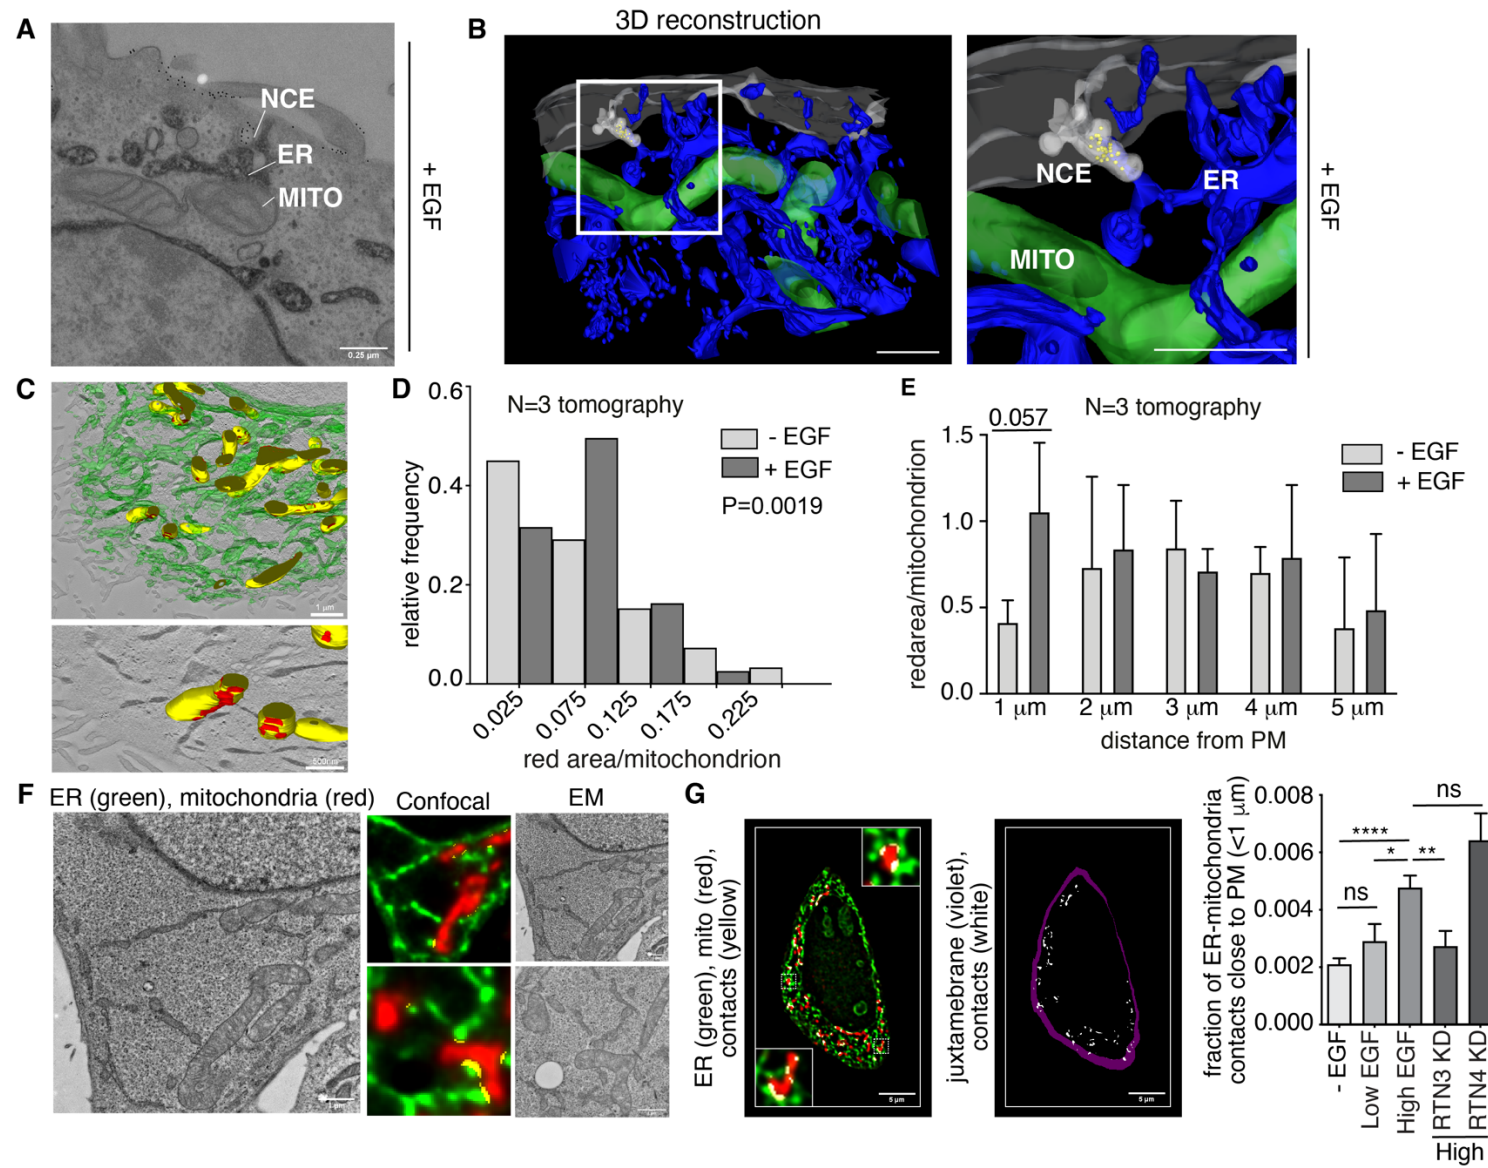 A
NCE
ER
MITO
0.25 µm
+ EGF
B
3D reconstruction
NCE
ER
MITO
+ EGF
C
1 µm
500nm
D
N=3 tomography
- EGF
+ EGF
P=0.0019
relative frequency
0.6
0.4
0.2
0.0
0.025
0.075
0.125
0.175
0.225
red area/mitochondrion
E
N=3 tomography
0.057
- EGF
+ EGF
redarea/mitochondrion
1.5
1.0
0.5
0.0
1 µm
2 µm
3 µm
4 µm
5 µm
distance from PM
F
ER (green), mitochondria (red)
Confocal
EM
G
ER (green), mito (red),
contacts (yellow)
5 µm
juxtamebrane (violet),
contacts (white)
5 µm
fraction of ER-mitochondria
contacts close to PM (<1 µm)
0.008
0.006
0.004
0.002
0.000
ns
****
*
**
ns
- EGF
Low EGF
High EGF
RTN3 KD
RTN4 KD
High